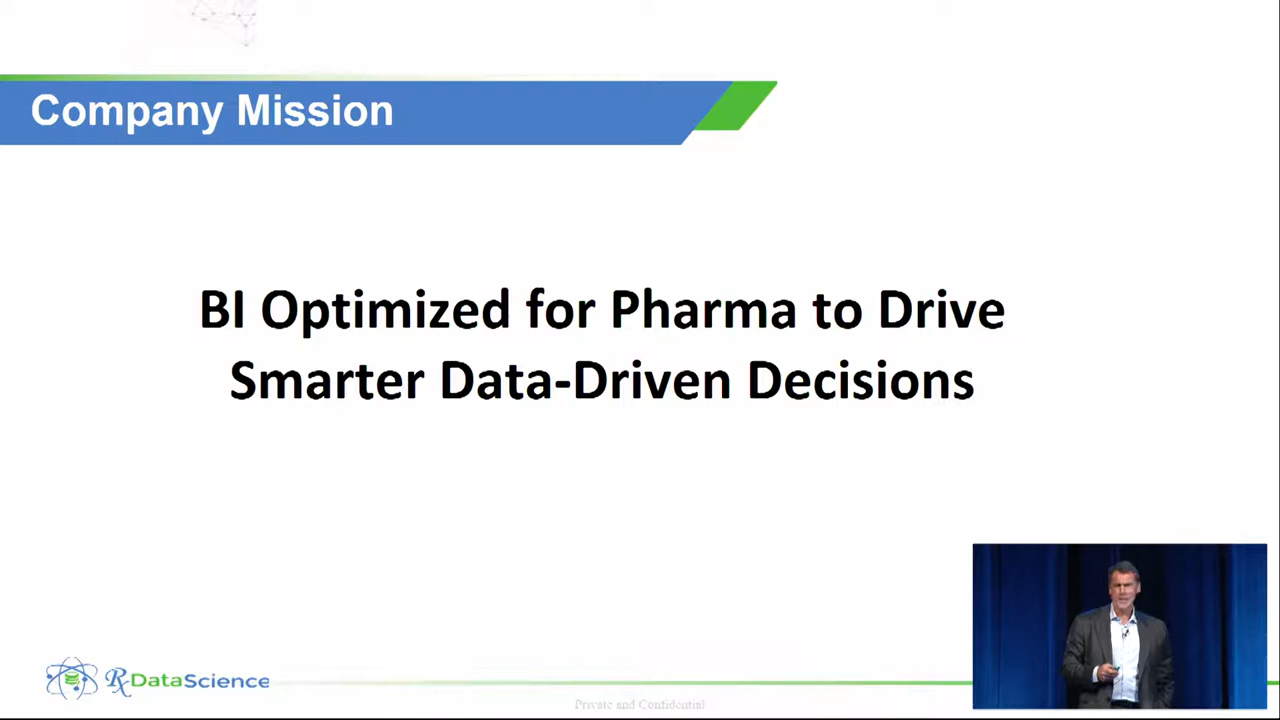 Company Mission
BI Optimized for Pharma to Drive
Smarter Data-Driven Decisions
RxDataScience
Private and Confidential